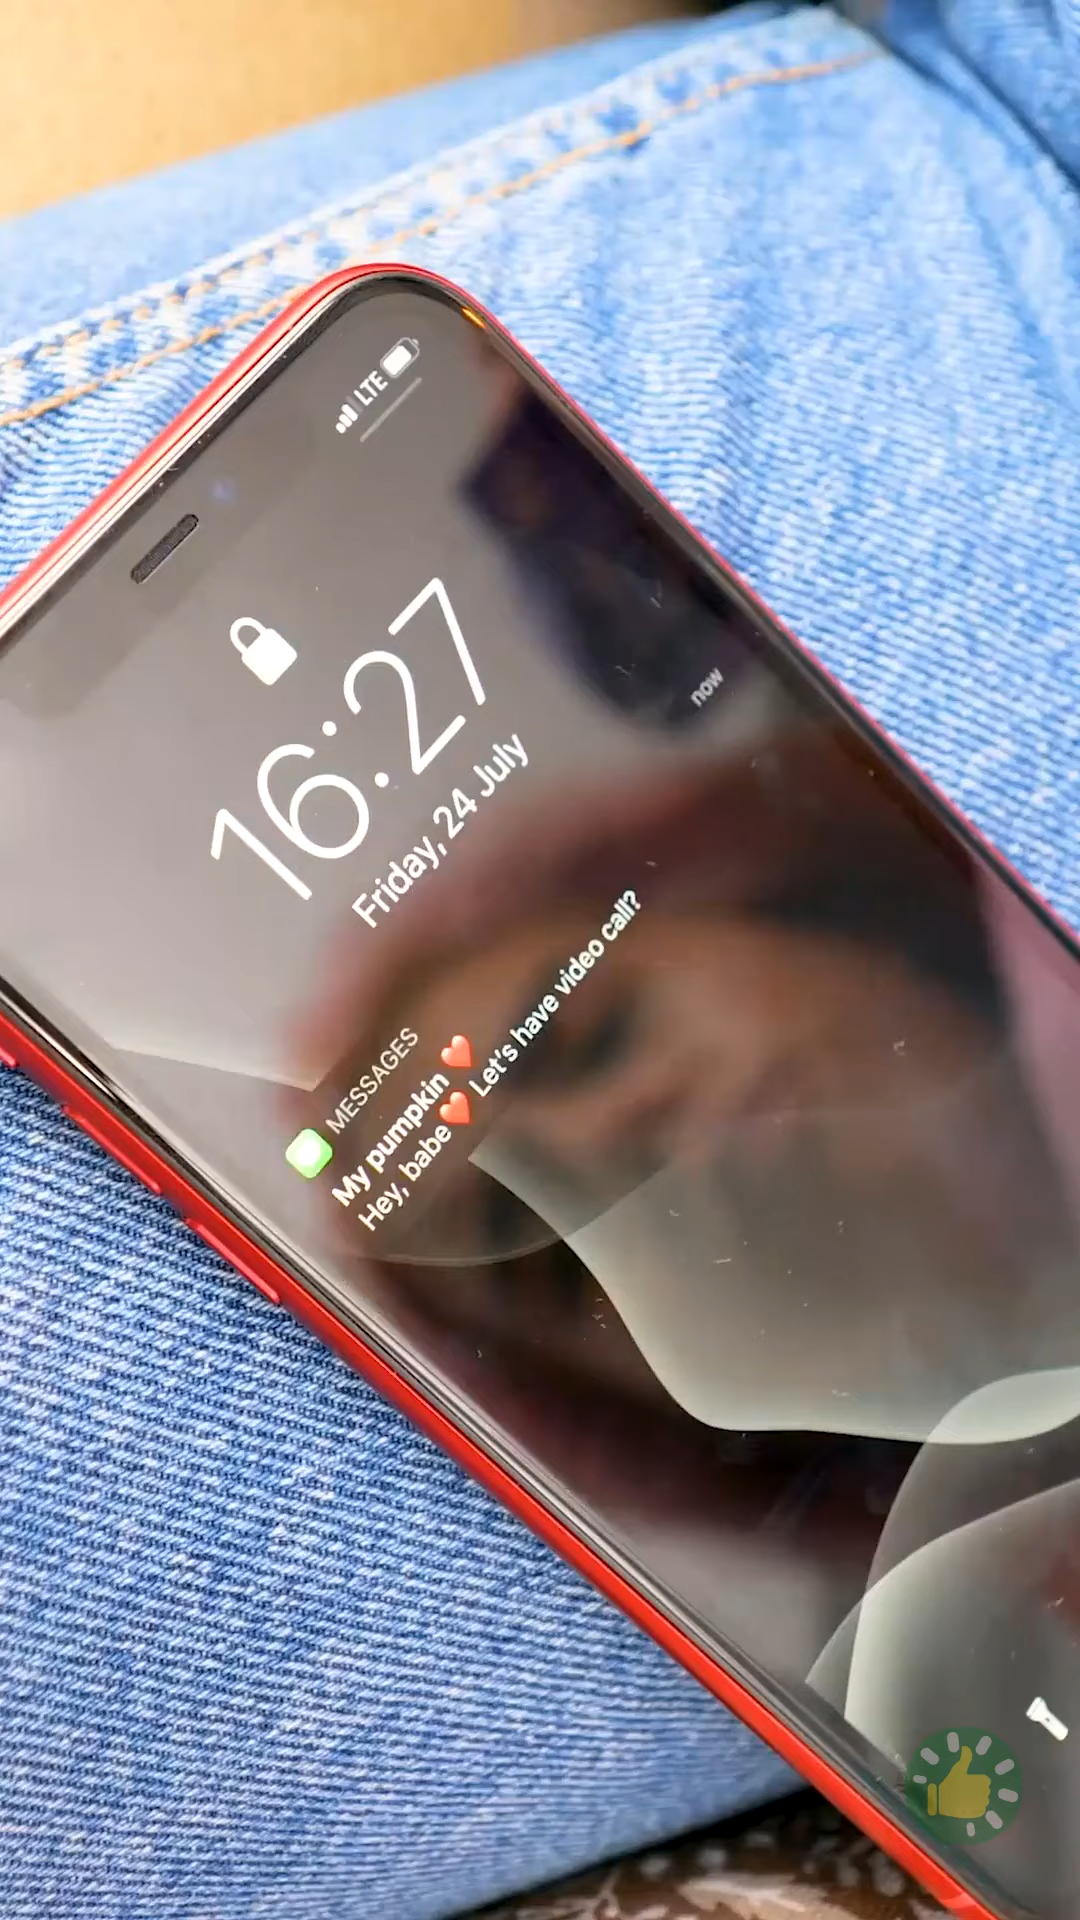 LTE
16:27
Friday, 24 July
MESSAGES
now
My pumpkin ❤️
Hey, babe❤️ Let's have video call?